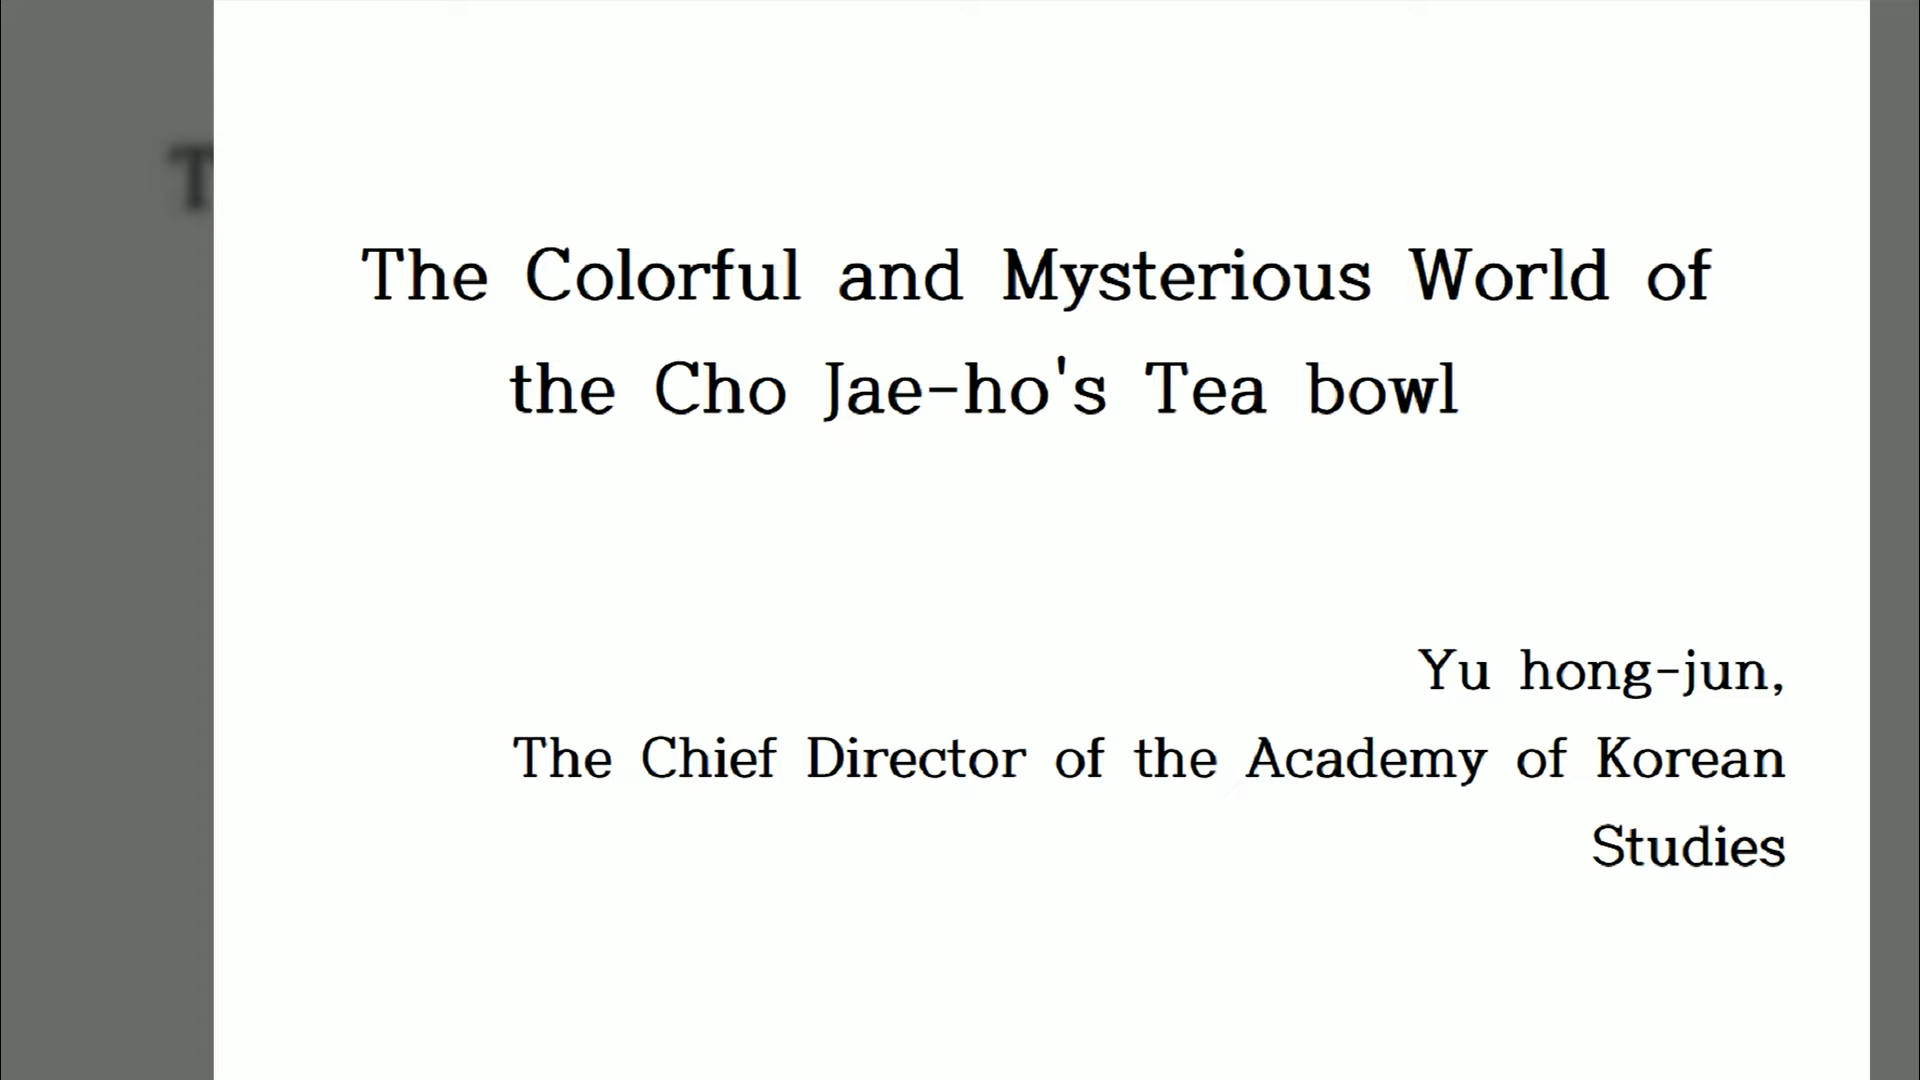 The Colorful and Mysterious World of
the Cho Jae-ho's Tea bowl
Yu hong-jun,
The Chief Director of the Academy of Korean
Studies